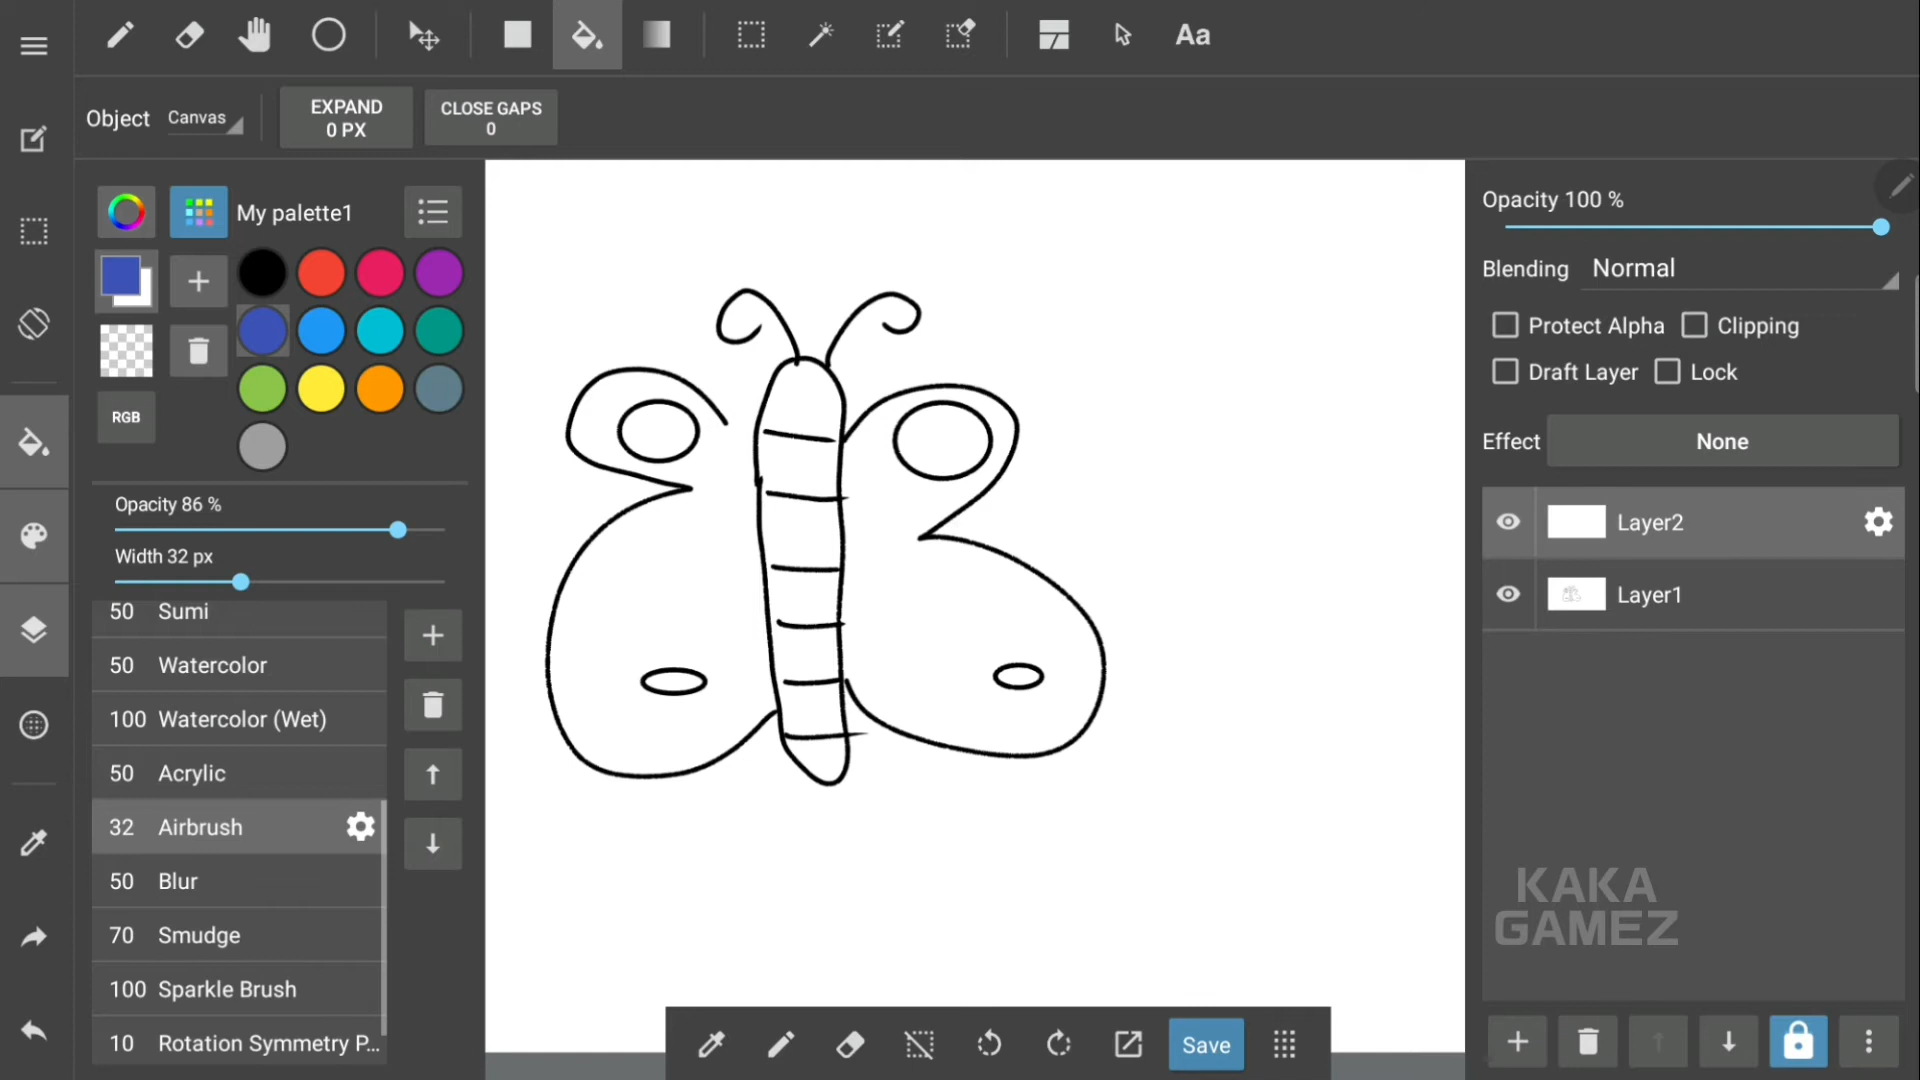 Aa
Object Canvas
EXPAND
0 PX
CLOSE GAPS
0
My palette1
RGB
Opacity 86 %
Width 32 px
50 Sumi
50 Watercolor
100 Watercolor (Wet)
50 Acrylic
32 Airbrush
50 Blur
70 Smudge
100 Sparkle Brush
10 Rotation Symmetry P...
Save
Opacity 100 %
Blending Normal
Protect Alpha Clipping
Draft Layer Lock
Effect None
Layer2
Layer1
KAKA
GAMEZ